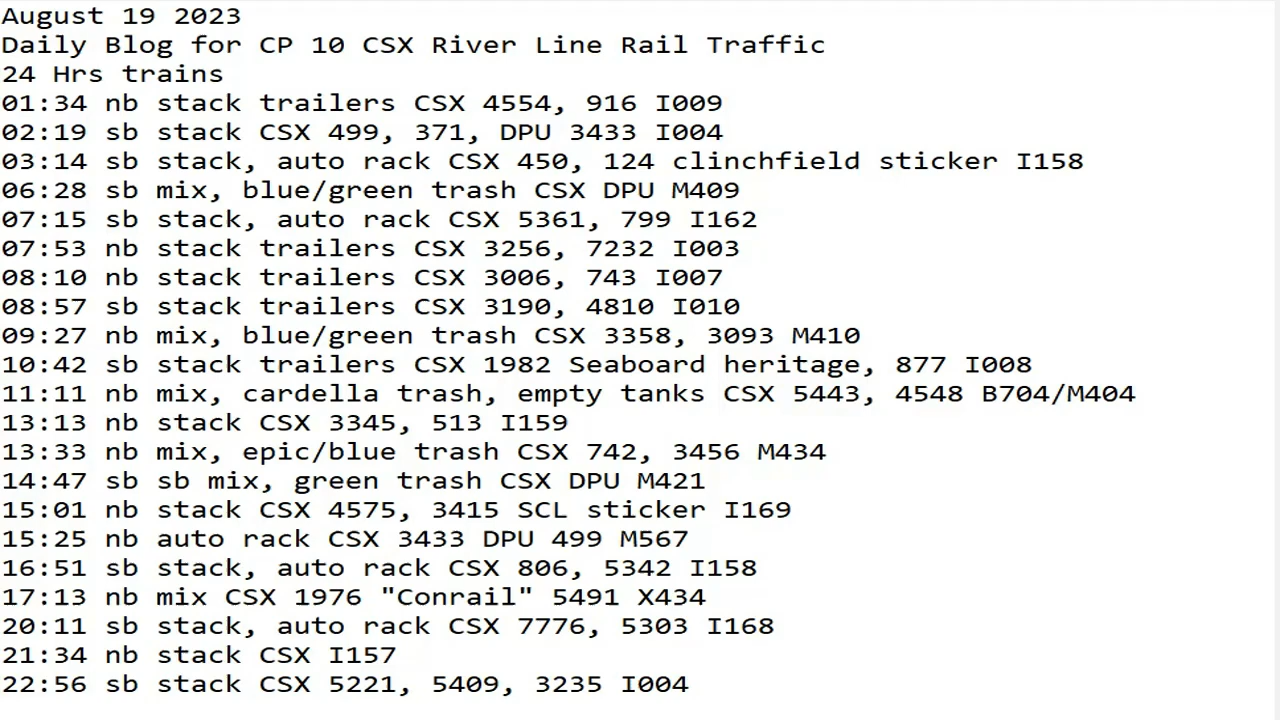 August 19 2023
Daily Blog for CP 10 CSX River Line Rail Traffic
24 Hrs trains
01:34 nb stack trailers CSX 4554, 916 I009
02:19 sb stack CSX 499, 371, DPU 3433 I004
03:14 sb stack, auto rack CSX 450, 124 clinchfield sticker I158
06:28 sb mix, blue/green trash CSX DPU M409
07:15 sb stack, auto rack CSX 5361, 799 I162
07:53 nb stack trailers CSX 3256, 7232 I003
08:10 nb stack trailers CSX 3006, 743 I007
08:57 sb stack trailers CSX 3190, 4810 I010
09:27 nb mix, blue/green trash CSX 3358, 3093 M410
10:42 sb stack trailers CSX 1982 Seaboard heritage, 877 I008
11:11 nb mix, cardella trash, empty tanks CSX 5443, 4548 B704/M404
13:13 nb stack CSX 3345, 513 I159
13:33 nb mix, epic/blue trash CSX 742, 3456 M434
14:47 sb sb mix, green trash CSX DPU M421
15:01 nb stack CSX 4575, 3415 SCL sticker I169
15:25 nb auto rack CSX 3433 DPU 499 M567
16:51 sb stack, auto rack CSX 806, 5342 I158
17:13 nb mix CSX 1976 "Conrail" 5491 X434
20:11 sb stack, auto rack CSX 7776, 5303 I168
21:34 nb stack CSX I157
22:56 sb stack CSX 5221, 5409, 3235 I004